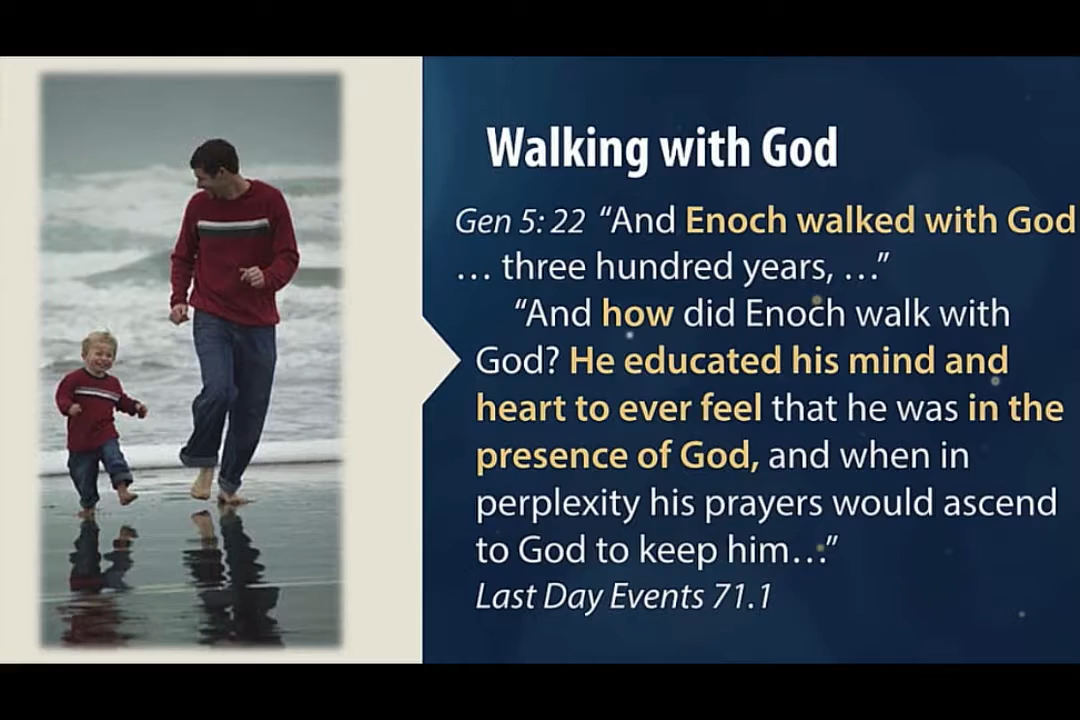 Walking with God
Gen 5: 22 “And Enoch walked with God
… three hundred years, …”
“And how did Enoch walk with
God? He educated his mind and
heart to ever feel that he was in the
presence of God, and when in
perplexity his prayers would ascend
to God to keep him…”
Last Day Events 71.1